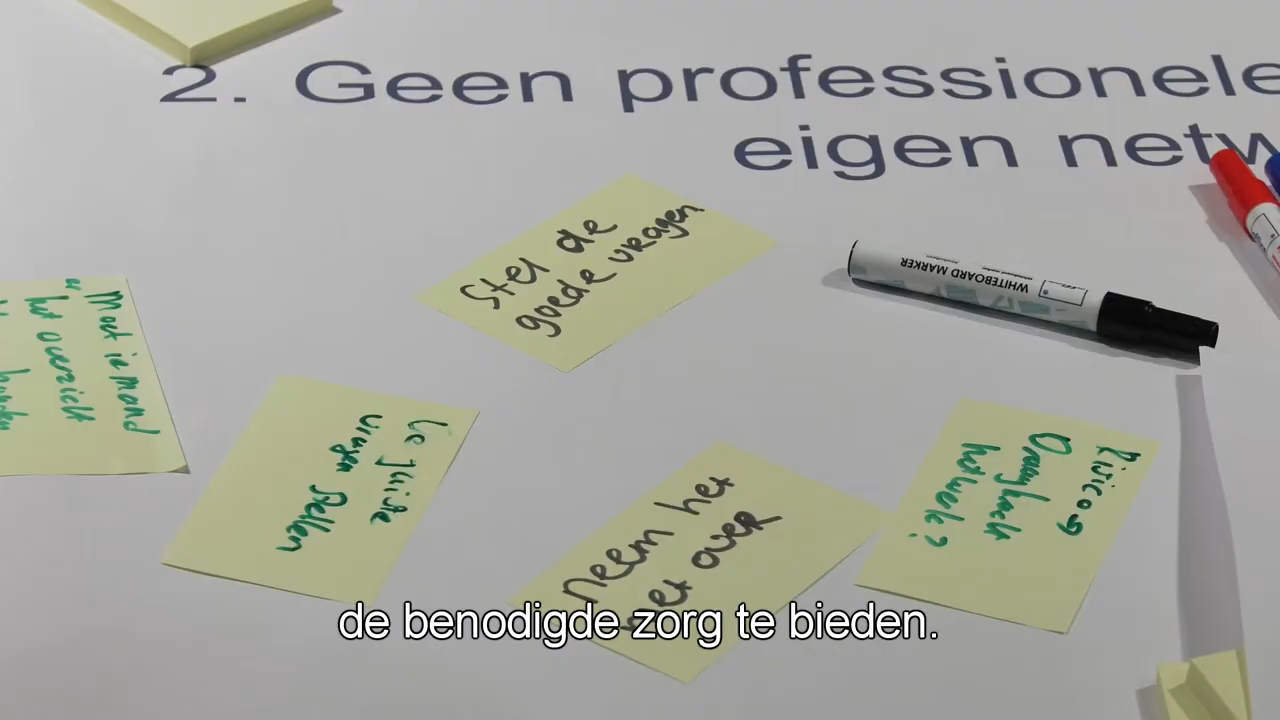 2. Geen professionele
eigen netw
Stel de
goede vragen
WHITEBOARD MARKER
Moet iemand
het overzicht
De juiste
vragen stellen
neem het
niet over
Risico's
netwerk?
de benodigde zorg te bieden.